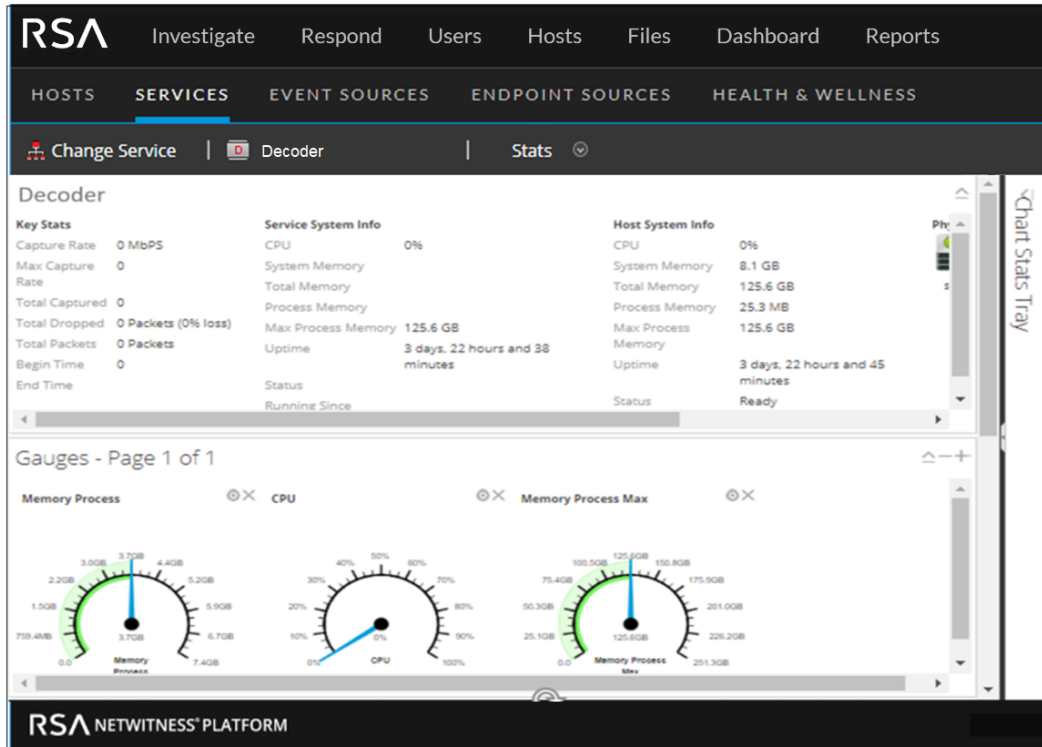 RSA Investigate Respond Users Hosts Files Dashboard Reports
HOSTS SERVICES EVENT SOURCES ENDPOINT SOURCES HEALTH & WELLNESS
Change Service | D Decoder | Stats
Decoder
Key Stats
Capture Rate 0 MbPS
Max Capture Rate 0
Total Captured 0
Total Dropped 0 Packets (0% loss)
Total Packets 0 Packets
Begin Time 0
End Time
Service System Info
CPU 0%
System Memory
Total Memory
Process Memory
Max Process Memory 125.6 GB
Uptime 3 days, 22 hours and 38 minutes
Status
Running Since
Host System Info
CPU 0%
System Memory 8.1 GB
Total Memory 125.6 GB
Process Memory 25.3 MB
Max Process Memory 125.6 GB
Uptime 3 days, 22 hours and 45 minutes
Status Ready
Chart Stats Tray
Gauges - Page 1 of 1
Memory Process
0.0 759.4MB 1.5GB 2.2GB 3.0GB 3.7GB 4.4GB 5.2GB 5.9GB 6.7GB 7.4GB
3.7GB
Memory Process
CPU
0% 10% 20% 30% 40% 50% 60% 70% 80% 90% 100%
0%
CPU
Memory Process Max
0.0 25.1GB 50.3GB 75.4GB 100.5GB 125.6GB 150.8GB 175.9GB 201.0GB 226.2GB 251.3GB
125.6GB
Memory Process Max
RSA NETWITNESS® PLATFORM